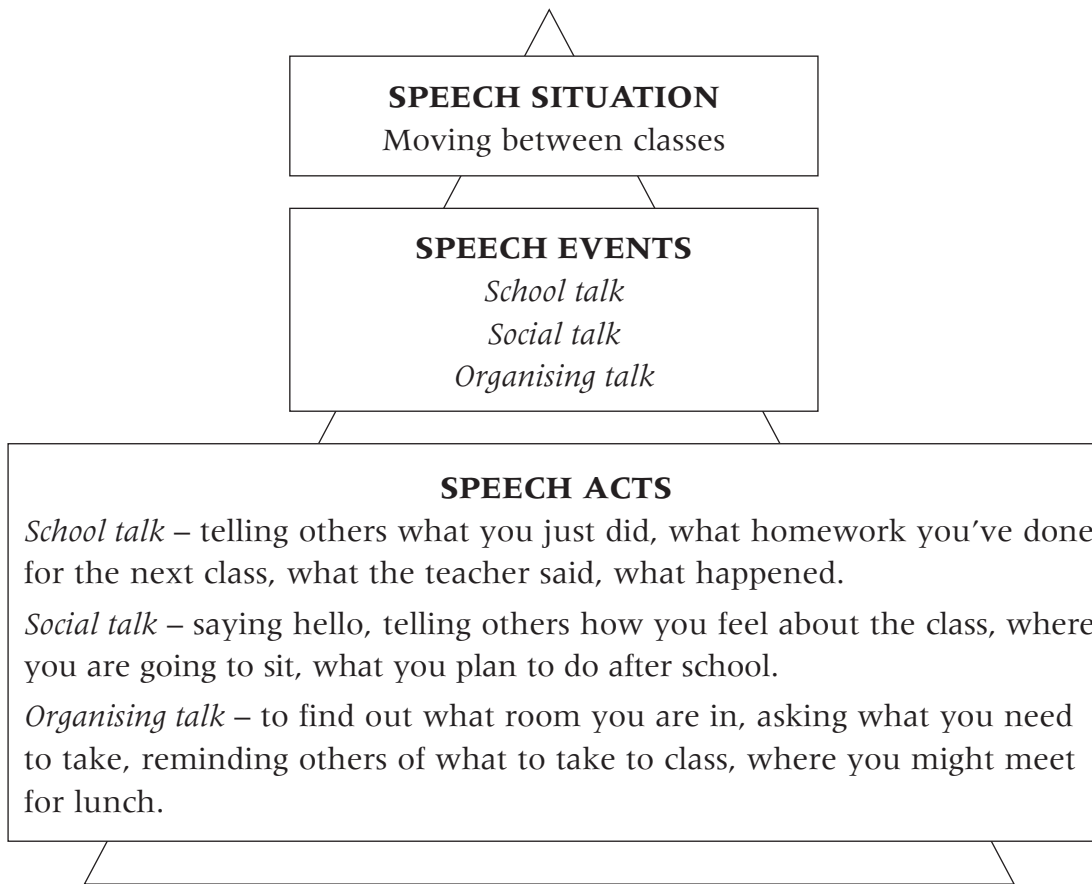 SPEECH SITUATION
Moving between classes
SPEECH EVENTS
School talk
Social talk
Organising talk
SPEECH ACTS
School talk – telling others what you just did, what homework you’ve done
for the next class, what the teacher said, what happened.
Social talk – saying hello, telling others how you feel about the class, where
you are going to sit, what you plan to do after school.
Organising talk – to find out what room you are in, asking what you need
to take, reminding others of what to take to class, where you might meet
for lunch.